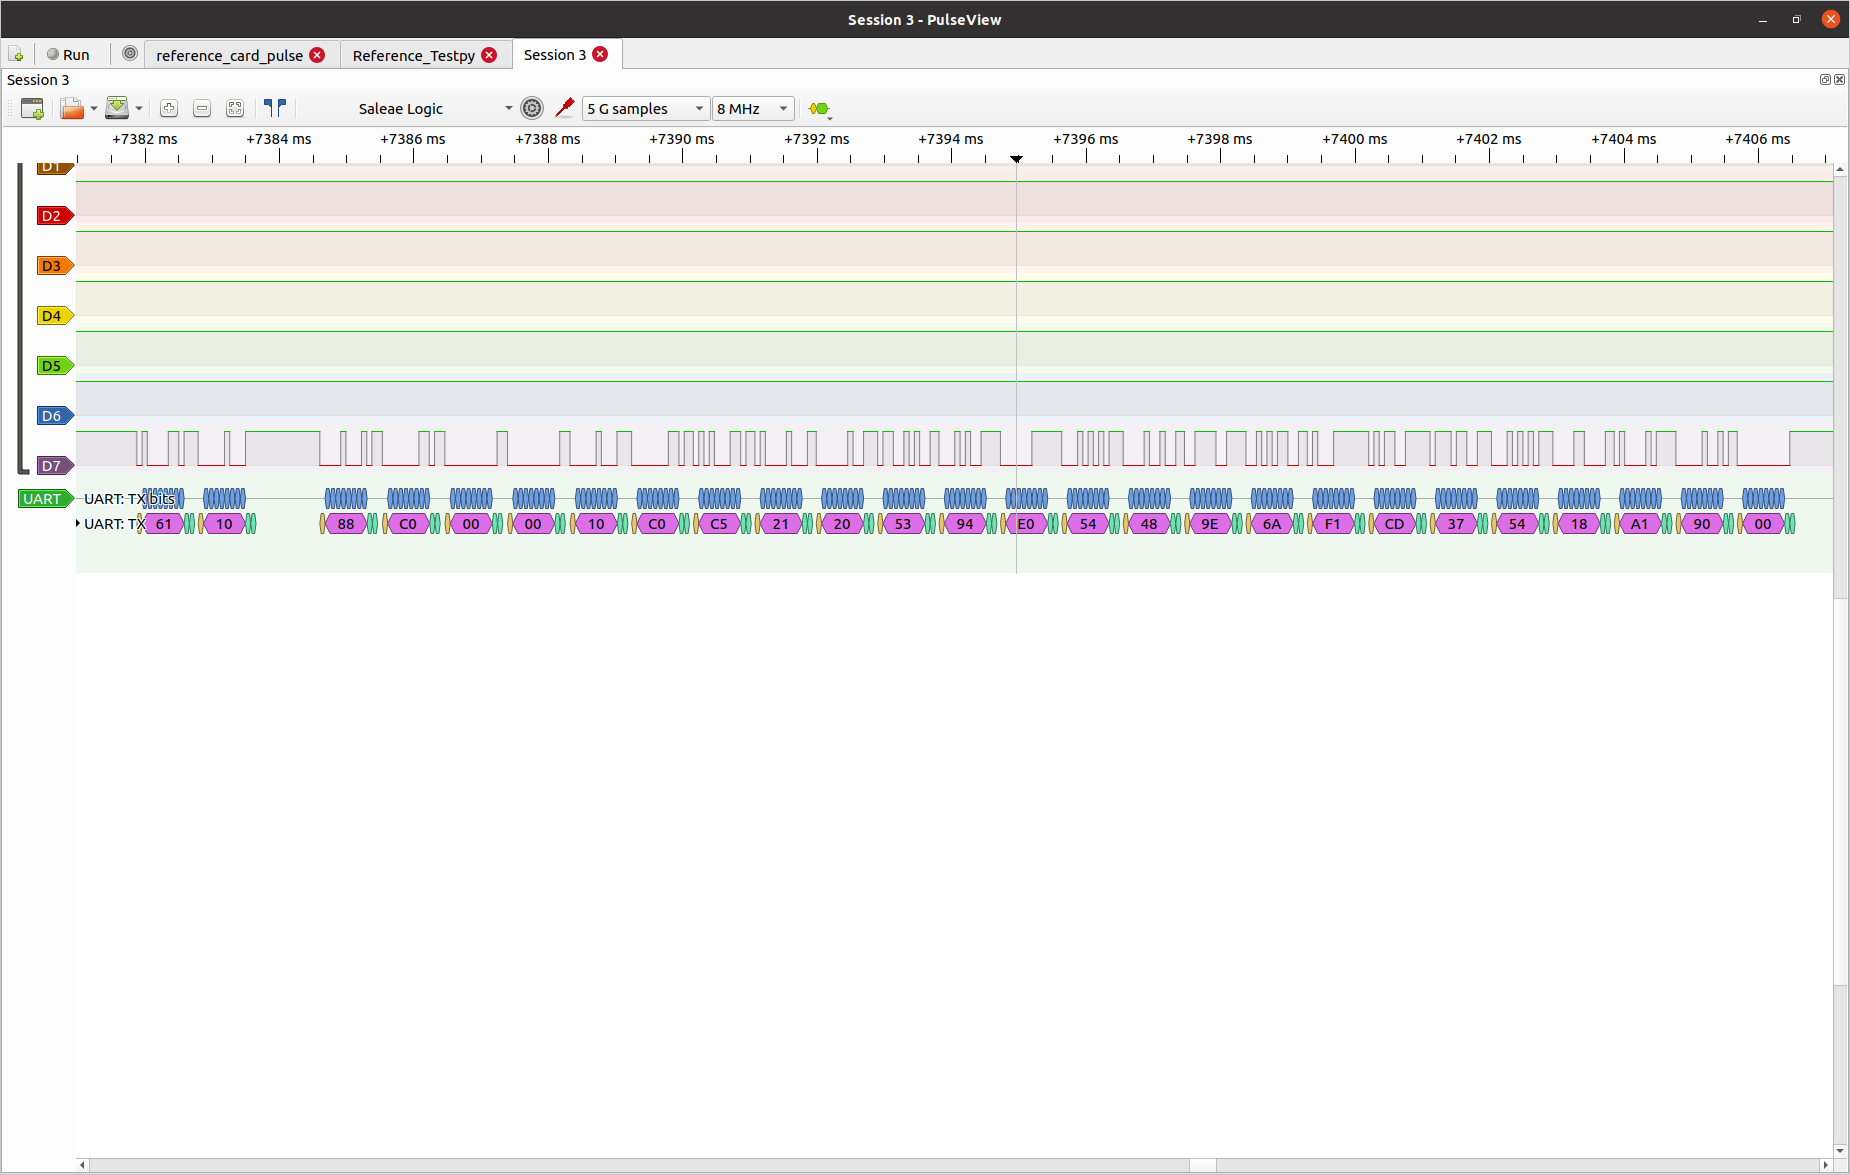 Session 3 - PulseView
Run
reference_card_pulse
Reference_Testpy
Session 3
Session 3
Saleae Logic
5 G samples
8 MHz
+7382 ms +7384 ms +7386 ms +7388 ms +7390 ms +7392 ms +7394 ms +7396 ms +7398 ms +7400 ms +7402 ms +7404 ms +7406 ms
D1
D2
D3
D4
D5
D6
D7
UART UART: TX bits
UART: TX 61 10 88 C0 00 00 10 C0 C5 21 20 53 94 E0 54 48 9E 6A F1 CD 37 54 18 A1 90 00